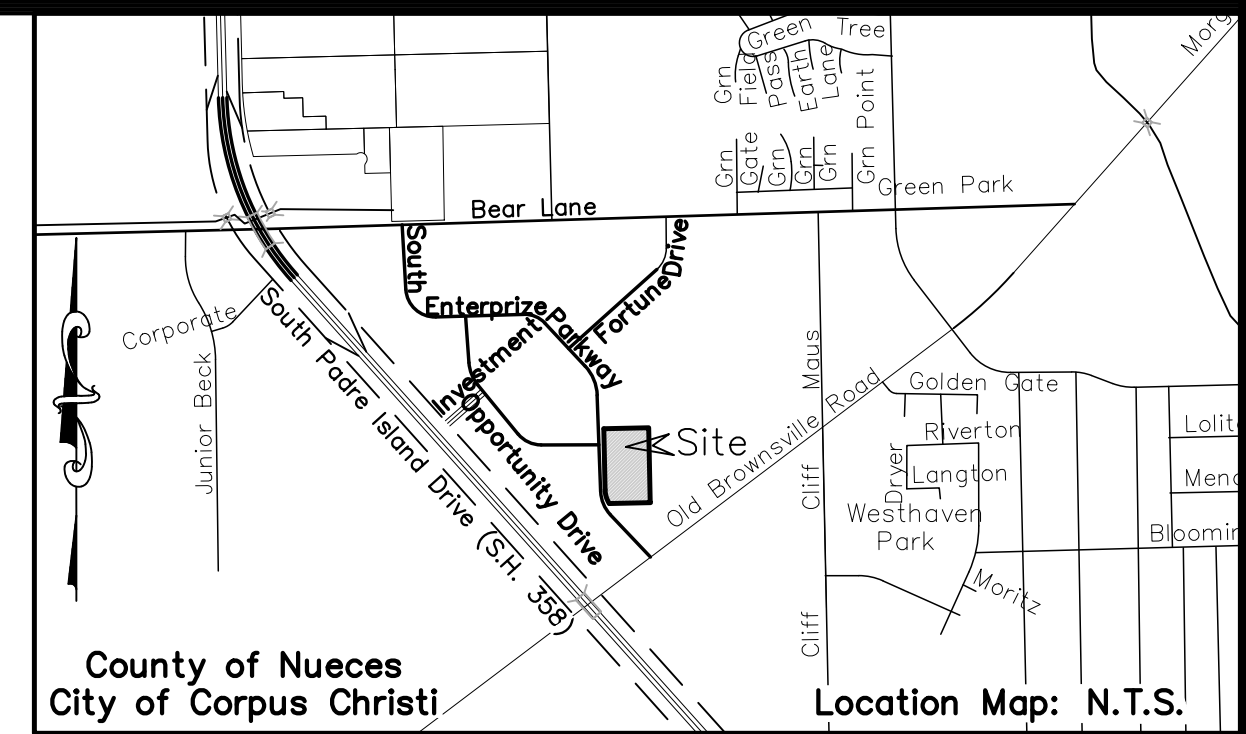 Green Tree
Morg
Grn
Field
Pass
Earth
Lane
Grn Point
Grn
Gate
Grn
Grn
Grn
Green Park
Bear Lane
South
Enterprize Parkway
Fortune Drive
Investment
Opportunity Drive
Corporate
Junior Beck
South Padre Island Drive (S.H. 358)
Site
Old Brownsville Road
Maus
Cliff
Cliff
Golden Gate
Riverton
Dryer
Langton
Westhaven
Park
Moritz
Lolit
Mend
Bloomin
County of Nueces
City of Corpus Christi
Location Map: N.T.S.